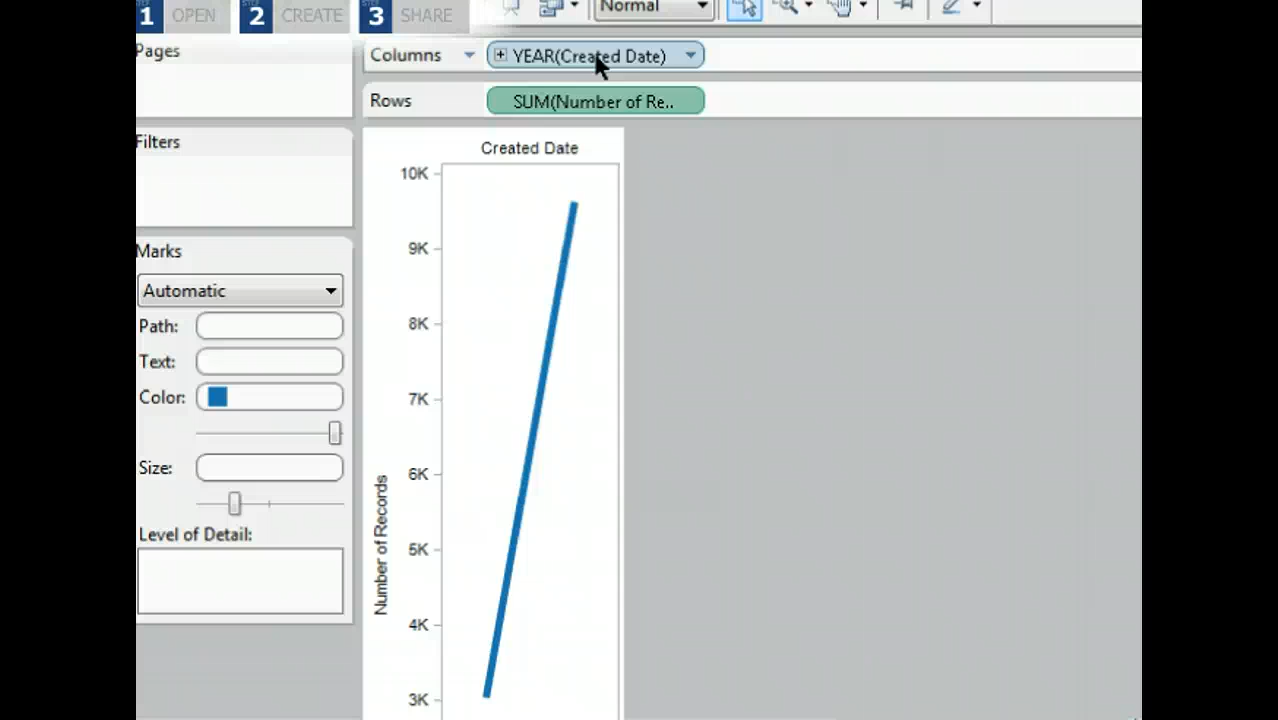 1 OPEN 2 CREATE 3 SHARE Normal
Pages
Columns YEAR(Created Date)
Rows SUM(Number of Re..
Filters
Created Date
10K
9K
8K
7K
6K
5K
4K
3K
Number of Records
Marks
Automatic
Path:
Text:
Color:
Size:
Level of Detail: